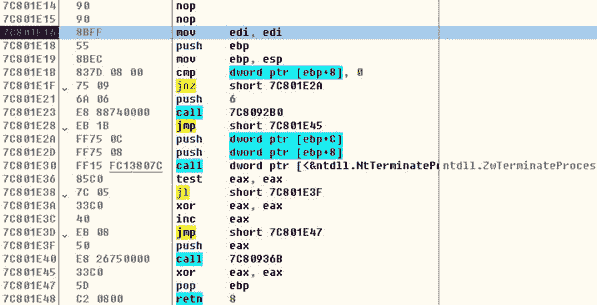 7C801E14 90 nop
7C801E15 90 nop
7C801E16 8BFF mov edi, edi
7C801E18 55 push ebp
7C801E19 8BEC mov ebp, esp
7C801E1B 837D 08 00 cmp dword ptr [ebp+8], 0
7C801E1F 75 09 jnz short 7C801E2A
7C801E21 6A 06 push 6
7C801E23 E8 88740000 call 7C8092B0
7C801E28 EB 1B jmp short 7C801E45
7C801E2A FF75 0C push dword ptr [ebp+C]
7C801E2D FF75 08 push dword ptr [ebp+8]
7C801E30 FF15 FC13807C call dword ptr [<&ntdll.NtTerminatePr ntdll.ZwTerminateProces
7C801E36 85C0 test eax, eax
7C801E38 7C 05 jl short 7C801E3F
7C801E3A 33C0 xor eax, eax
7C801E3C 40 inc eax
7C801E3D EB 08 jmp short 7C801E47
7C801E3F 50 push eax
7C801E40 E8 26750000 call 7C80936B
7C801E45 33C0 xor eax, eax
7C801E47 5D pop ebp
7C801E48 C2 0800 retn 8